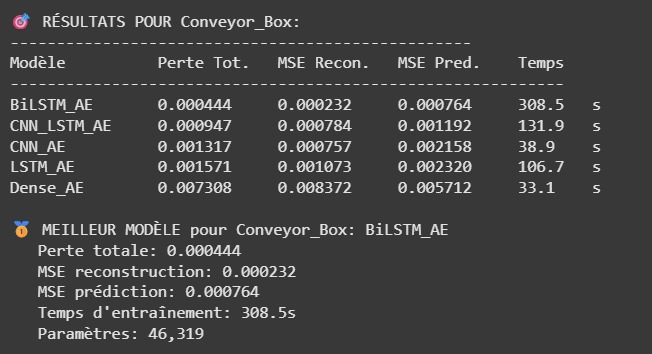 🎯 RÉSULTATS POUR Conveyor_Box:
--------------------------------------------------
Modèle Perte Tot. MSE Recon. MSE Pred. Temps
------------------------------------------------------------
BiLSTM_AE 0.000444 0.000232 0.000764 308.5 s
CNN_LSTM_AE 0.000947 0.000784 0.001192 131.9 s
CNN_AE 0.001317 0.000757 0.002158 38.9 s
LSTM_AE 0.001571 0.001073 0.002320 106.7 s
Dense_AE 0.007308 0.008372 0.005712 33.1 s
🥇 MEILLEUR MODÈLE pour Conveyor_Box: BiLSTM_AE
Perte totale: 0.000444
MSE reconstruction: 0.000232
MSE prédiction: 0.000764
Temps d'entraînement: 308.5s
Paramètres: 46,319